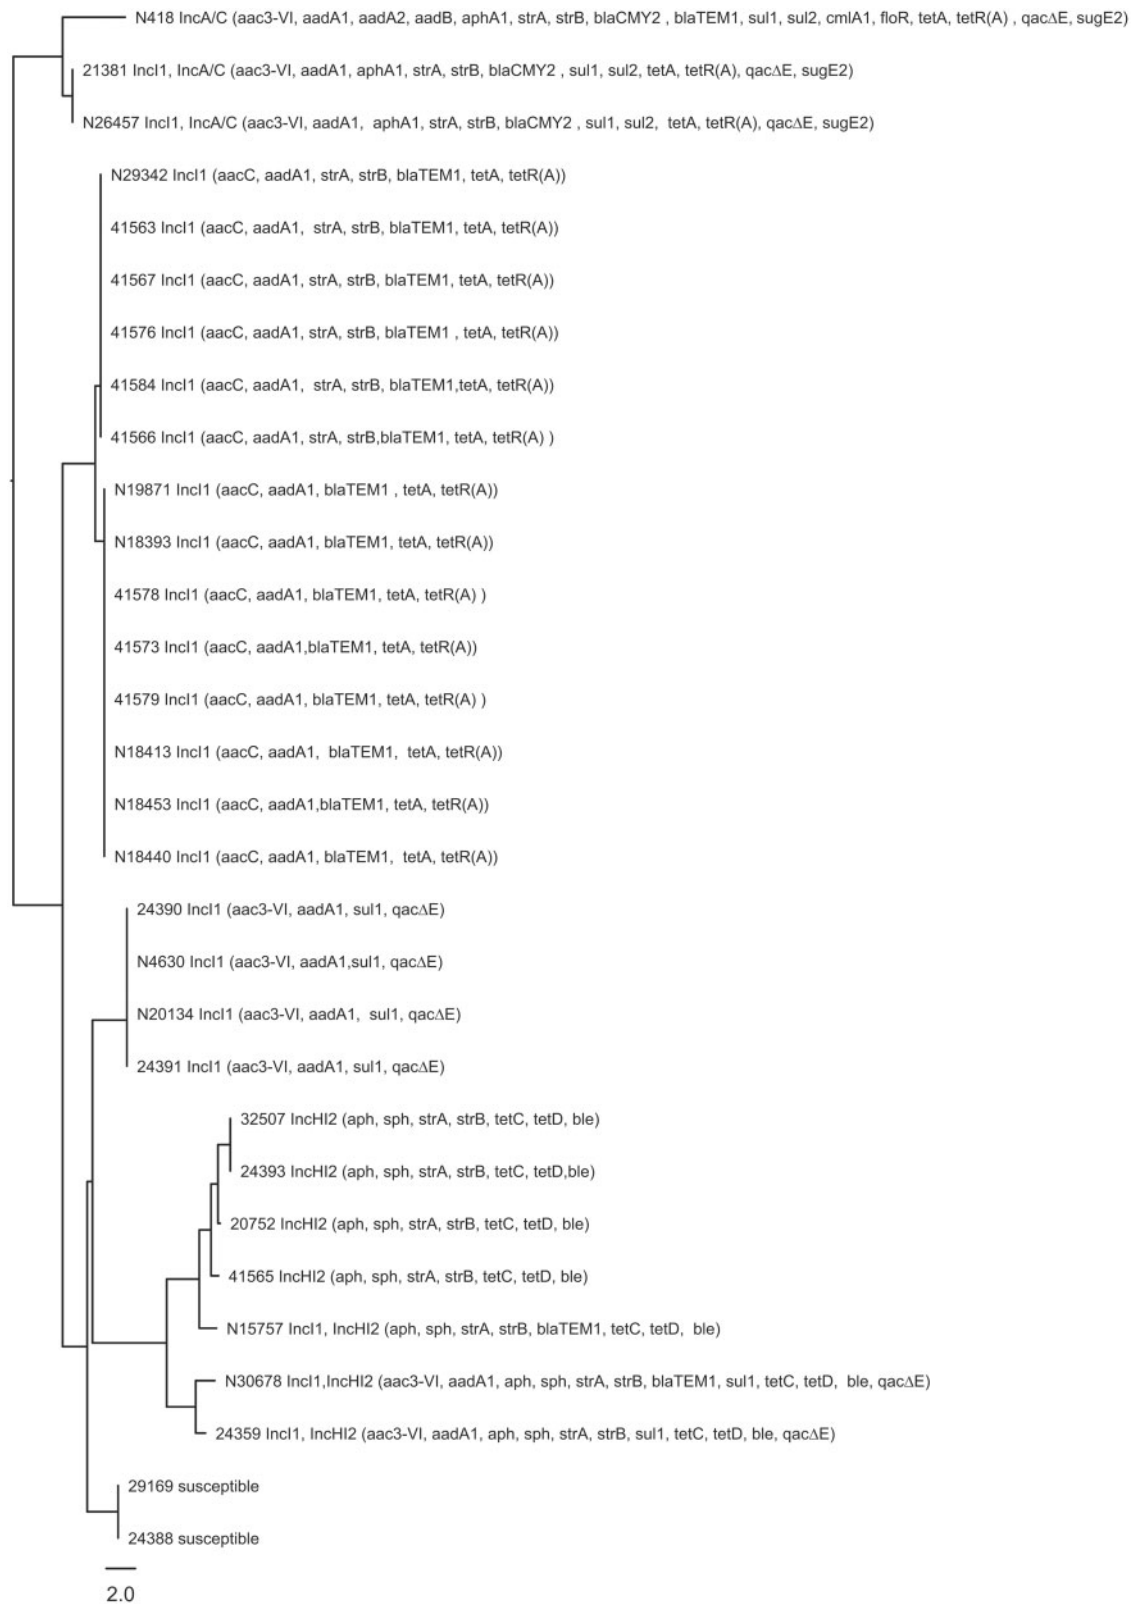 N418 IncA/C (aac3-VI, aadA1, aadA2, aadB, aphA1, strA, strB, blaCMY2 , blaTEM1, sul1, sul2, cmlA1, floR, tetA, tetR(A) , qac∆E, sugE2)
21381 IncI1, IncA/C (aac3-VI, aadA1, aphA1, strA, strB, blaCMY2 , sul1, sul2, tetA, tetR(A), qac∆E, sugE2)
N26457 IncI1, IncA/C (aac3-VI, aadA1, aphA1, strA, strB, blaCMY2 , sul1, sul2, tetA, tetR(A), qac∆E, sugE2)
N29342 IncI1 (aacC, aadA1, strA, strB, blaTEM1, tetA, tetR(A))
41563 IncI1 (aacC, aadA1, strA, strB, blaTEM1, tetA, tetR(A))
41567 IncI1 (aacC, aadA1, strA, strB, blaTEM1, tetA, tetR(A))
41576 IncI1 (aacC, aadA1, strA, strB, blaTEM1 , tetA, tetR(A))
41584 IncI1 (aacC, aadA1, strA, strB, blaTEM1,tetA, tetR(A))
41566 IncI1 (aacC, aadA1, strA, strB,blaTEM1, tetA, tetR(A) )
N19871 IncI1 (aacC, aadA1, blaTEM1 , tetA, tetR(A))
N18393 IncI1 (aacC, aadA1, blaTEM1, tetA, tetR(A))
41578 IncI1 (aacC, aadA1, blaTEM1, tetA, tetR(A) )
41573 IncI1 (aacC, aadA1,blaTEM1, tetA, tetR(A))
41579 IncI1 (aacC, aadA1, blaTEM1, tetA, tetR(A) )
N18413 IncI1 (aacC, aadA1, blaTEM1, tetA, tetR(A))
N18453 IncI1 (aacC, aadA1,blaTEM1, tetA, tetR(A))
N18440 IncI1 (aacC, aadA1, blaTEM1, tetA, tetR(A))
24390 IncI1 (aac3-VI, aadA1, sul1, qac∆E)
N4630 IncI1 (aac3-VI, aadA1,sul1, qac∆E)
N20134 IncI1 (aac3-VI, aadA1, sul1, qac∆E)
24391 IncI1 (aac3-VI, aadA1, sul1, qac∆E)
32507 IncHI2 (aph, sph, strA, strB, tetC, tetD, ble)
24393 IncHI2 (aph, sph, strA, strB, tetC, tetD,ble)
20752 IncHI2 (aph, sph, strA, strB, tetC, tetD, ble)
41565 IncHI2 (aph, sph, strA, strB, tetC, tetD, ble)
N15757 IncI1, IncHI2 (aph, sph, strA, strB, blaTEM1, tetC, tetD, ble)
N30678 IncI1,IncHI2 (aac3-VI, aadA1, aph, sph, strA, strB, blaTEM1, sul1, tetC, tetD, ble, qac∆E)
24359 IncI1, IncHI2 (aac3-VI, aadA1, aph, sph, strA, strB, sul1, tetC, tetD, ble, qac∆E)
29169 susceptible
24388 susceptible
2.0